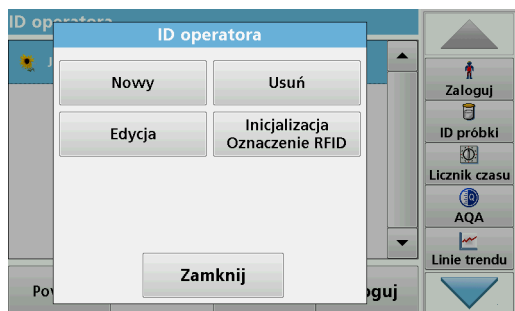 ID operatora
ID operatora
Nowy
Usuń
Edycja
Inicjalizacja
Oznaczenie RFID
Zamknij
Zaloguj
ID próbki
Licznik czasu
AQA
Linie trendu